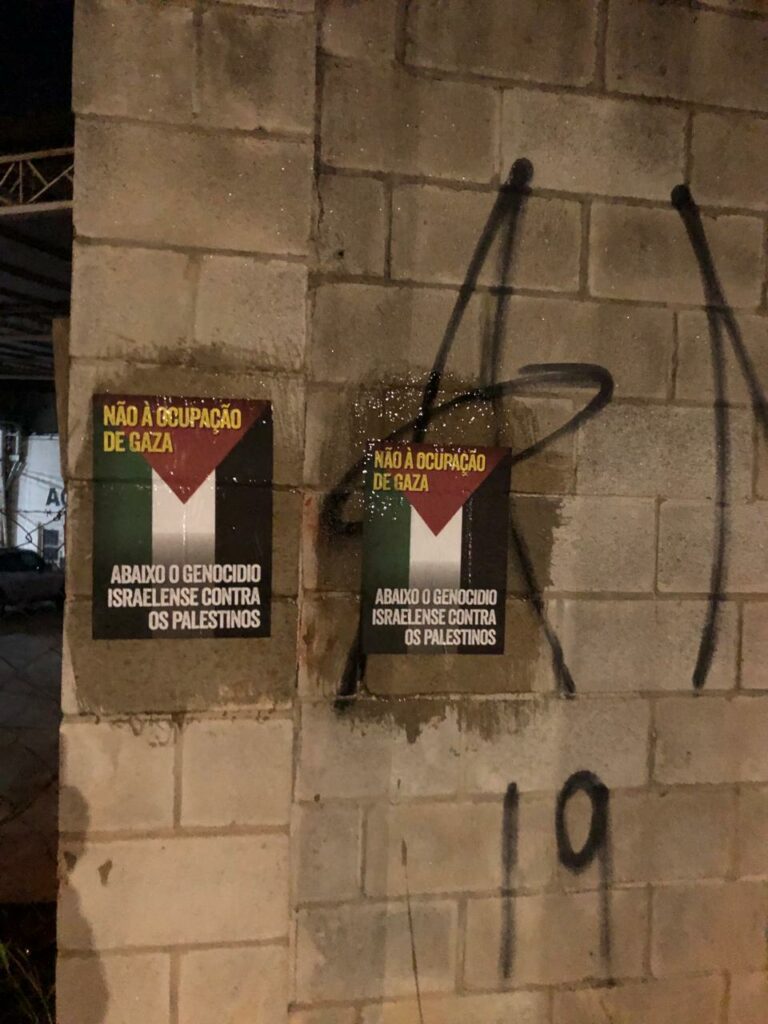 NÃO À OCUPAÇÃO
DE GAZA
ABAIXO O GENOCIDIO
ISRAELENSE CONTRA
OS PALESTINOS
NÃO À OCUPAÇÃO
DE GAZA
ABAIXO O GENOCIDIO
ISRAELENSE CONTRA
OS PALESTINOS
19